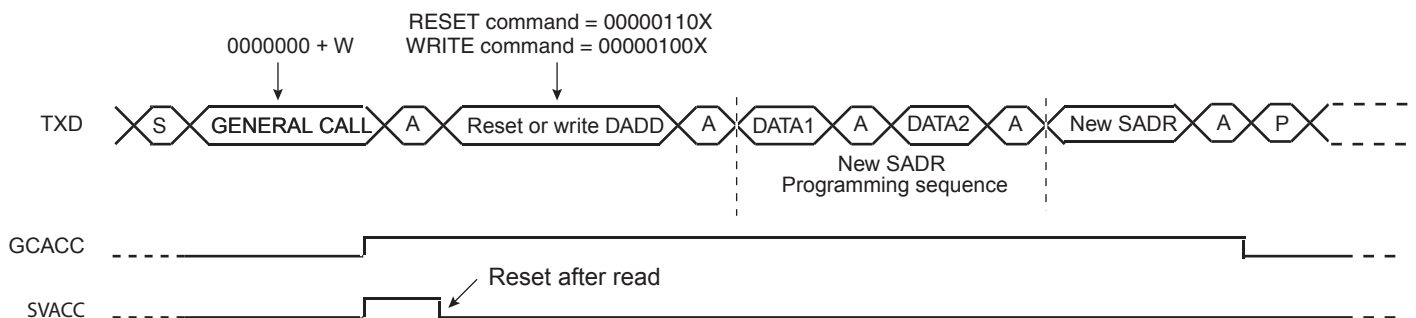 RESET command = 00000110X
0000000 + W
WRITE command = 00000100X
TXD
S
GENERAL CALL
A
Reset or write DADD
A
DATA1
A
DATA2
A
New SADR
A
P
New SADR
Programming sequence
GCACC
Reset after read
SVACC